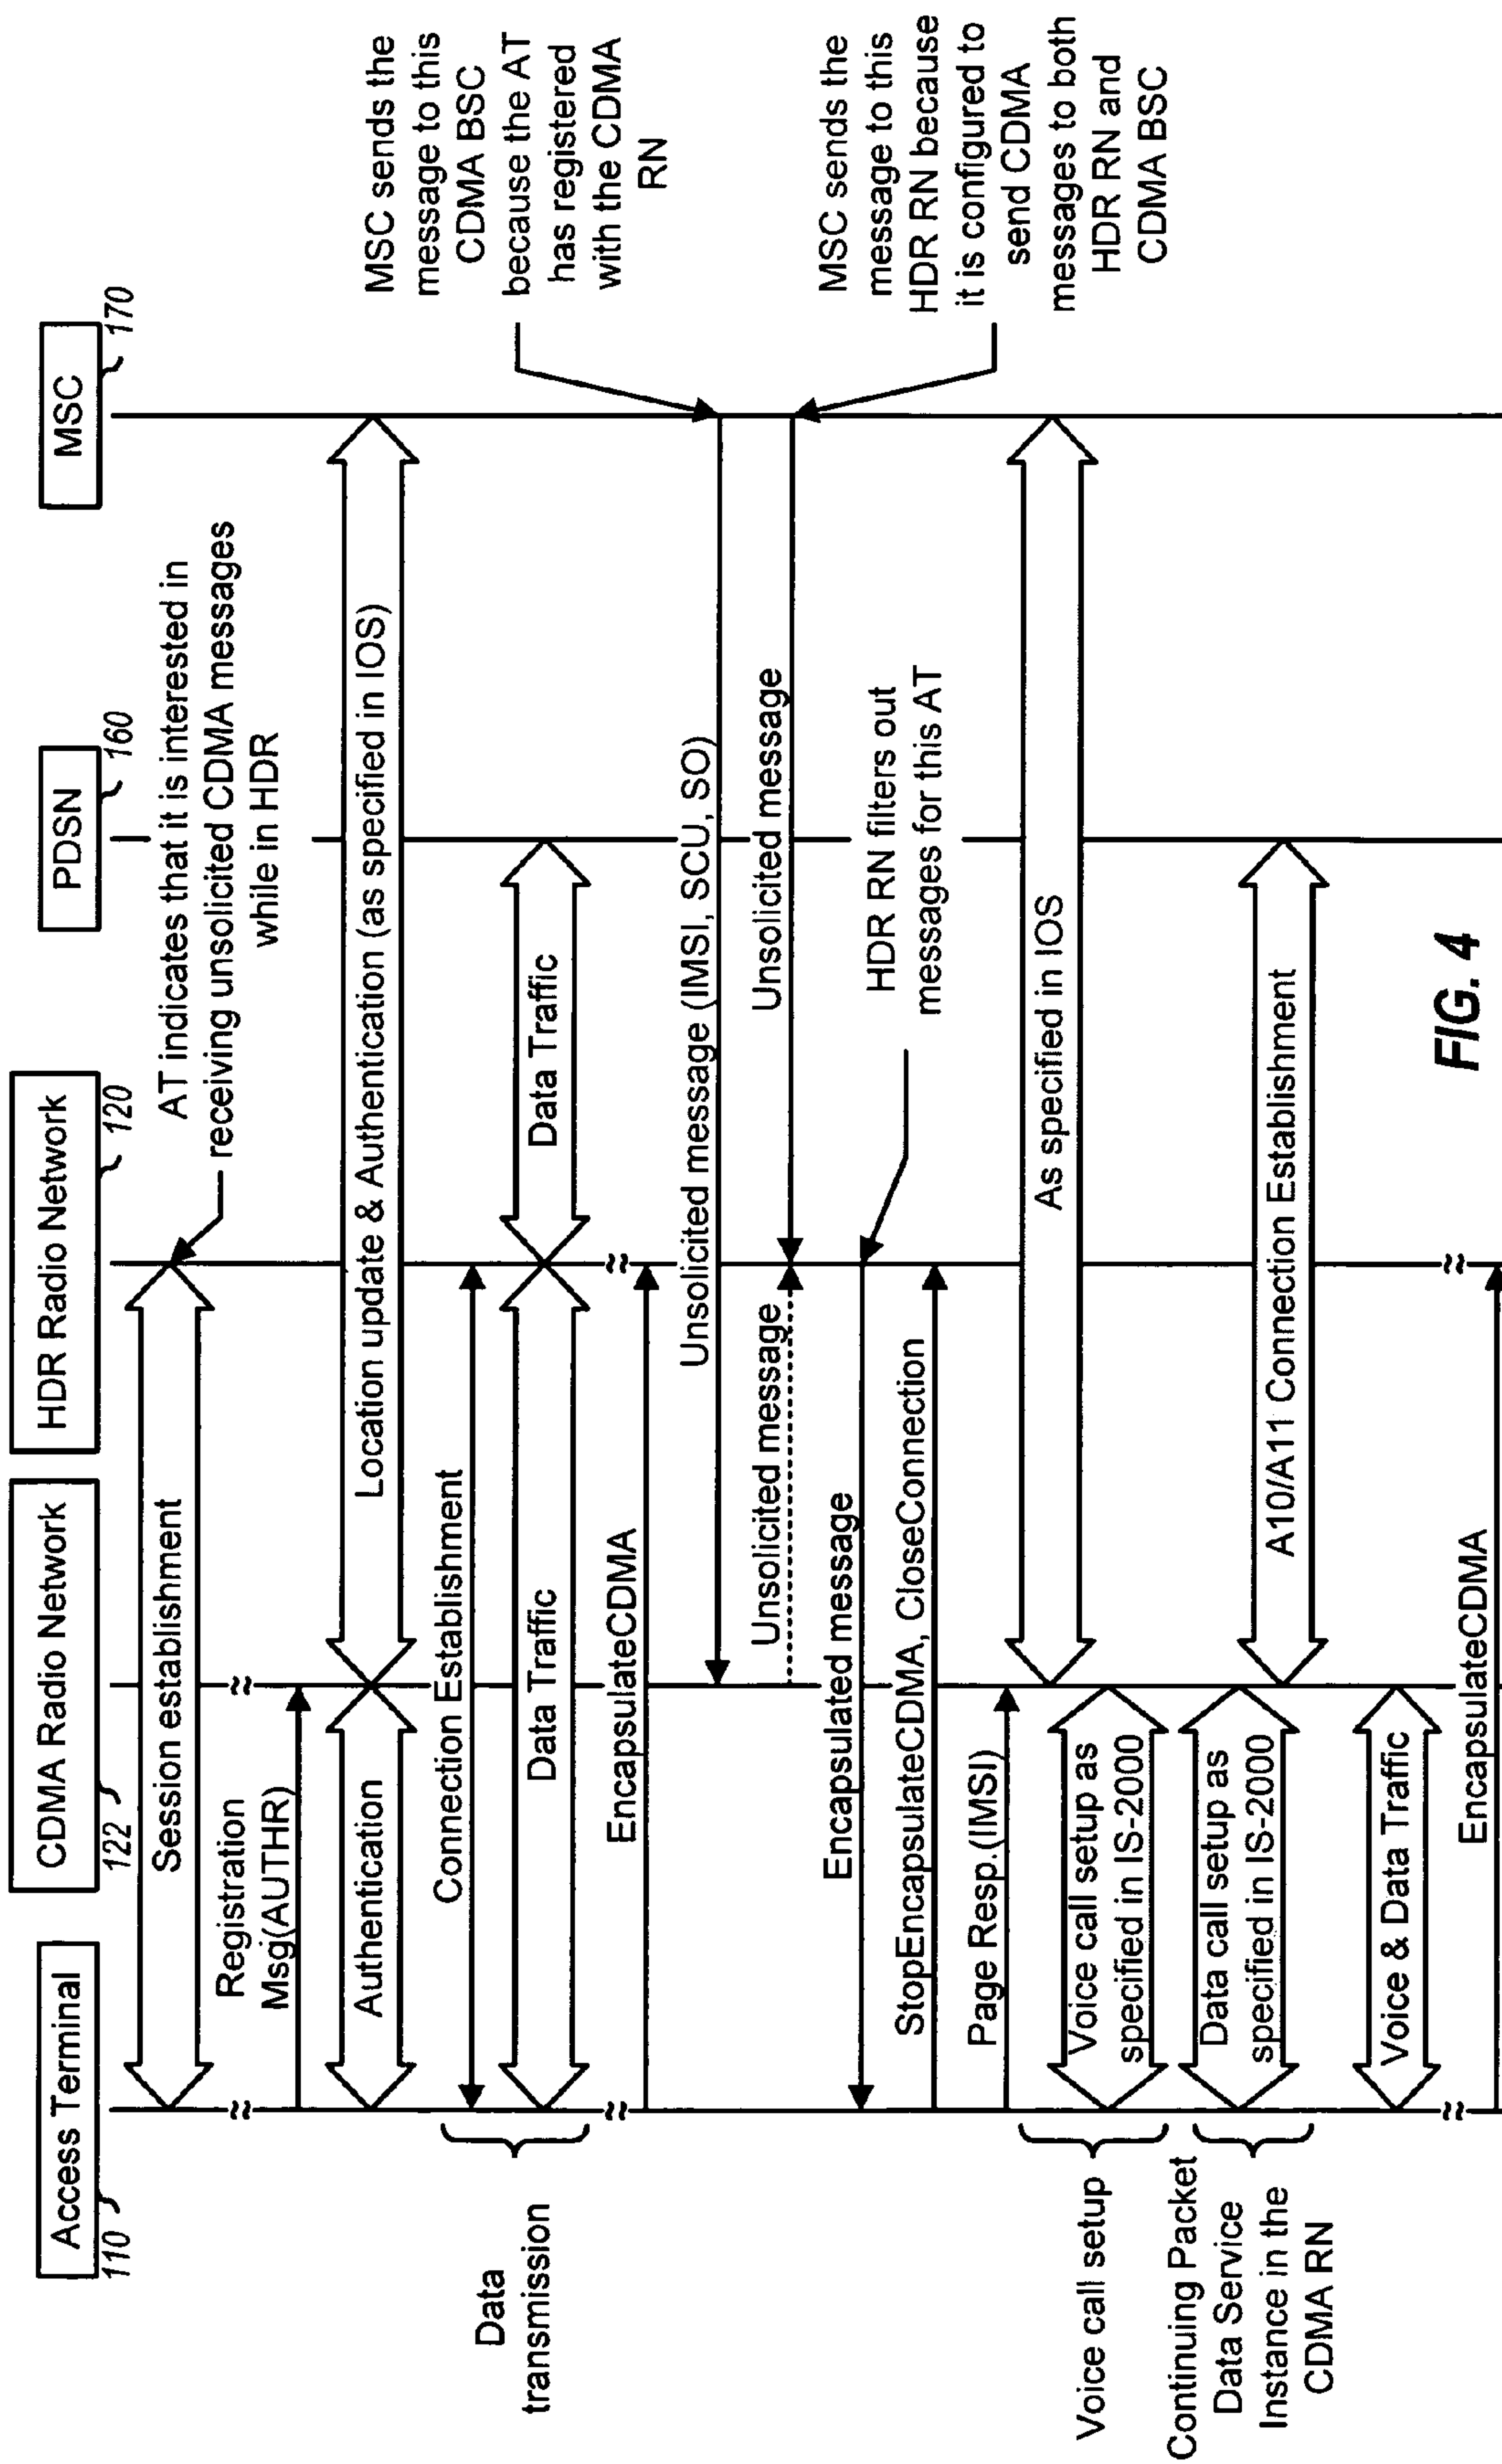 Access Terminal
110
CDMA Radio Network
122
HDR Radio Network
120
PDSN
160
MSC
170
Session establishment
AT indicates that it is interested in
receiving unsolicited CDMA messages
while in HDR
Registration
Msg(AUTHR)
Authentication
Location update & Authentication (as specified in IOS)
Data
transmission
Connection Establishment
Data Traffic
Data Traffic
EncapsulateCDMA
MSC sends the
message to this
CDMA BSC
because the AT
has registered
with the CDMA
RN
Unsolicited message (IMSI, SCU, SO)
Unsolicited message
Unsolicited message
MSC sends the
message to this
HDR RN because
it is configured to
send CDMA
messages to both
HDR RN and
CDMA BSC
Encapsulated message
HDR RN filters out
messages for this AT
StopEncapsulateCDMA, CloseConnection
Page Resp.(IMSI)
Voice call setup
Voice call setup as
specified in IS-2000
As specified in IOS
Continuing Packet
Data Service
Instance in the
CDMA RN
Data call setup as
specified in IS-2000
A10/A11 Connection Establishment
Voice & Data Traffic
EncapsulateCDMA
FIG. 4